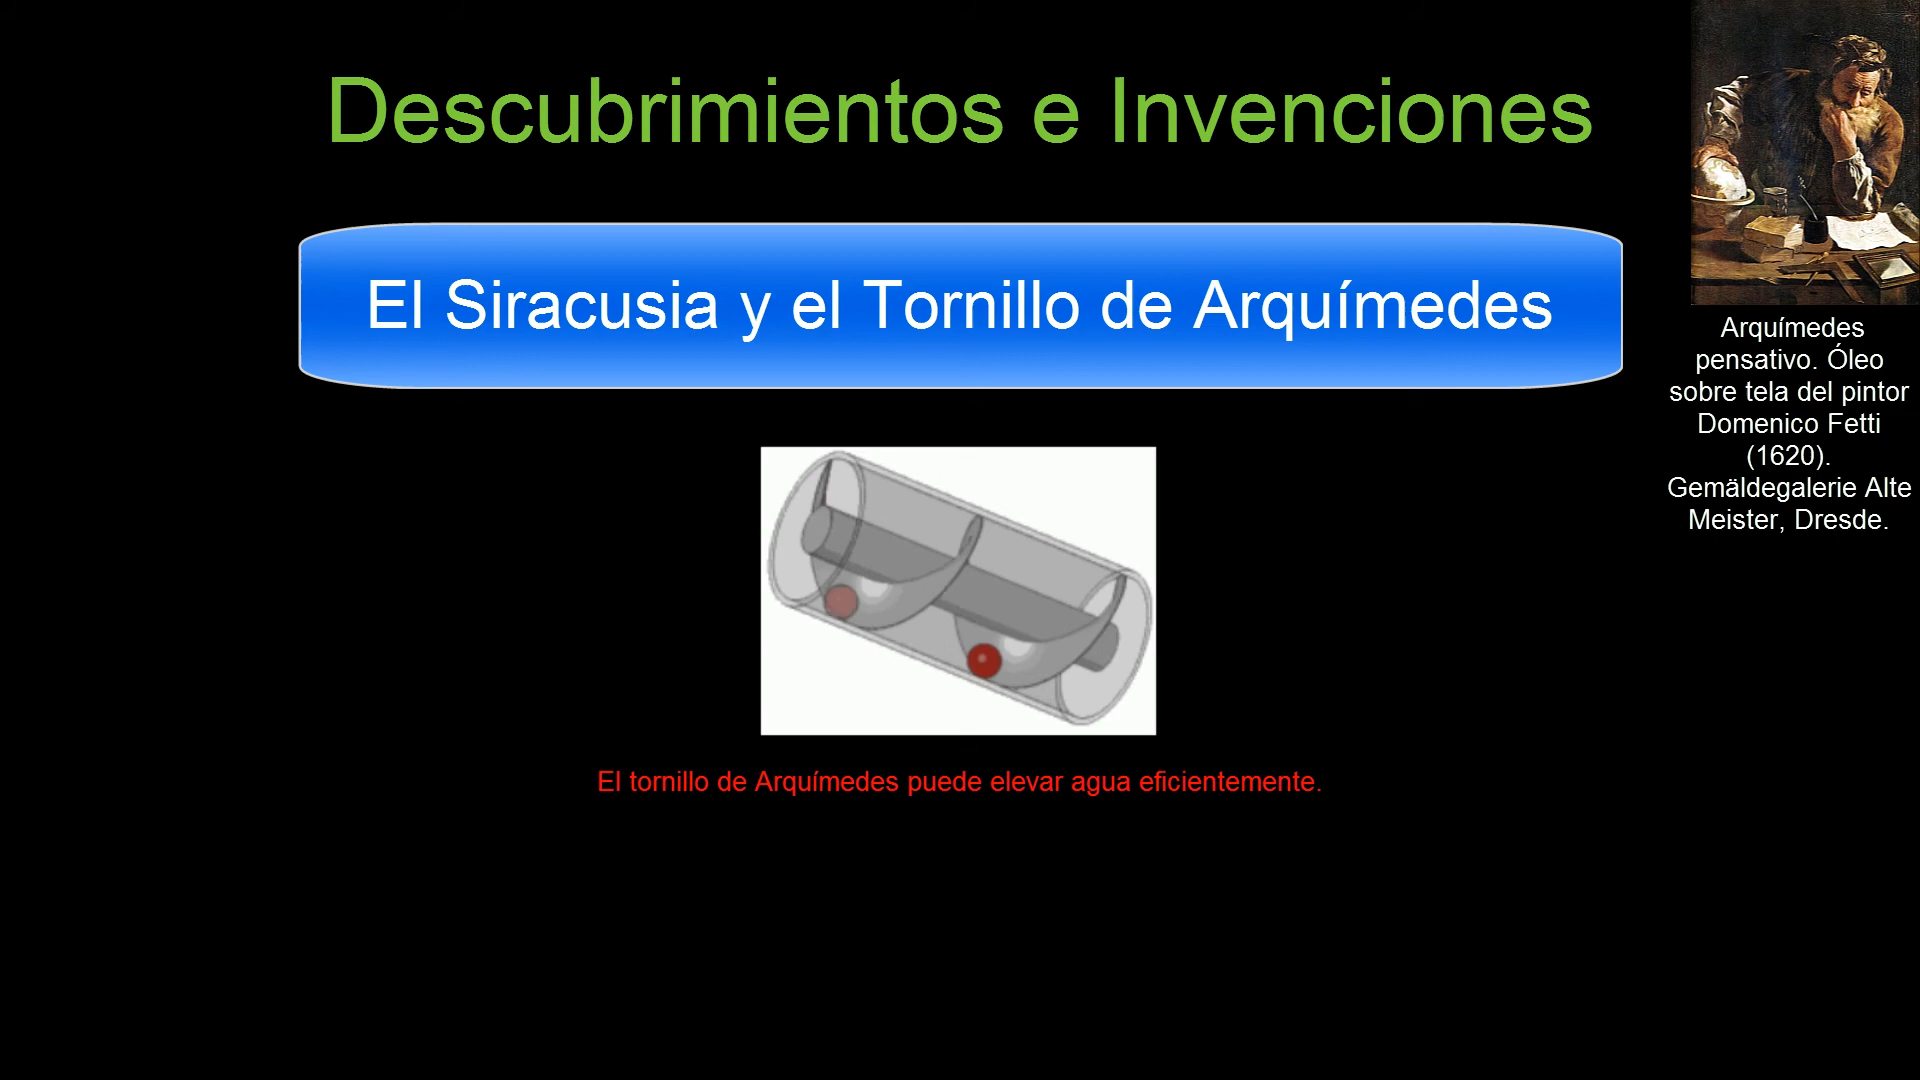 Descubrimientos e Invenciones
El Siracusia y el Tornillo de Arquímedes
El tornillo de Arquímedes puede elevar agua eficientemente.
Arquímedes
pensativo. Óleo
sobre tela del pintor
Domenico Fetti
(1620).
Gemäldegalerie Alte
Meister, Dresde.